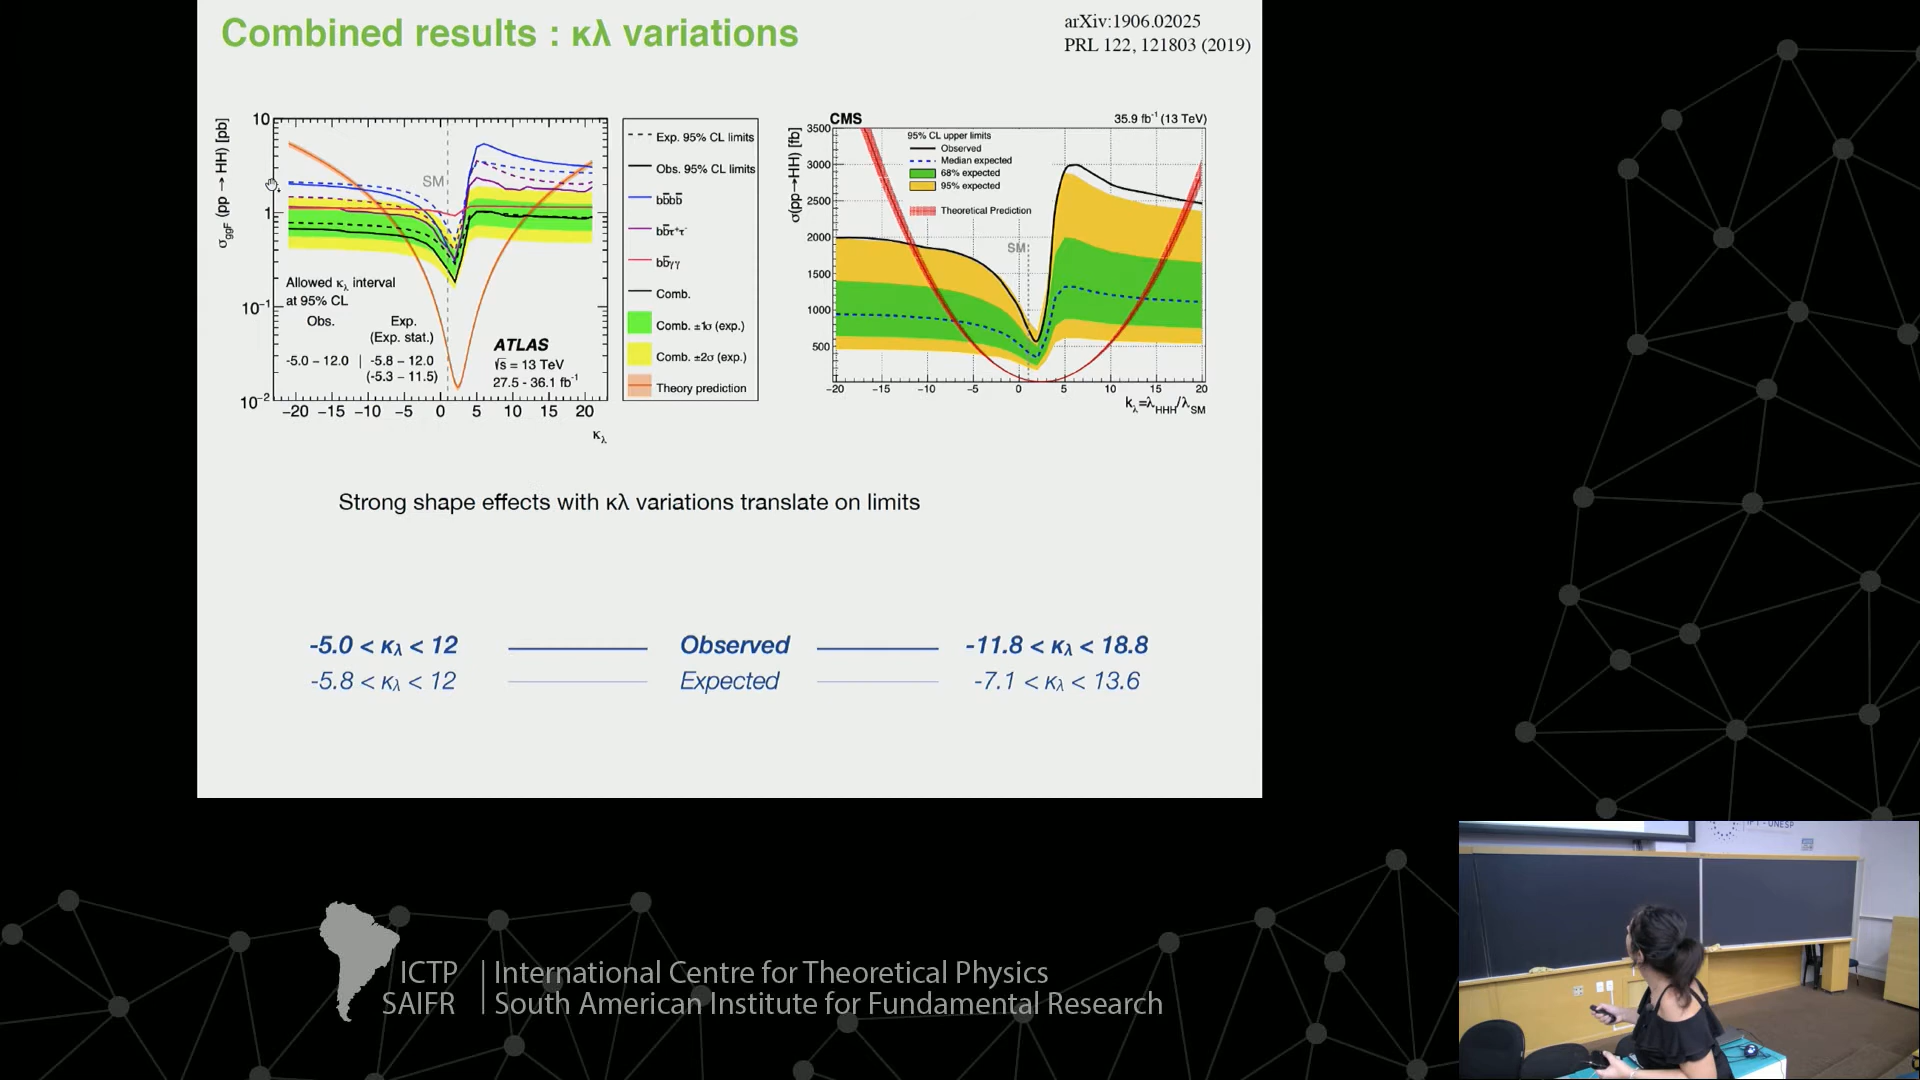 Combined results : κλ variations
arXiv:1906.02025
PRL 122, 121803 (2019)
σggF (pp → HH) [pb]
10
1
10⁻¹
10⁻²
SM
Allowed κλ interval
at 95% CL
Obs. Exp.
(Exp. stat.)
-5.0 – 12.0 | -5.8 – 12.0
(-5.3 – 11.5)
ATLAS
√s = 13 TeV
27.5 - 36.1 fb⁻¹
−20 −15 −10 −5 0 5 10 15 20
κλ
Exp. 95% CL limits
Obs. 95% CL limits
bb̄bb̄
bb̄τ⁺τ⁻
bb̄γγ
Comb.
Comb. ±1σ (exp.)
Comb. ±2σ (exp.)
Theory prediction
CMS
35.9 fb⁻¹ (13 TeV)
σ(pp→HH) [fb]
3500
3000
2500
2000
1500
1000
500
95% CL upper limits
Observed
Median expected
68% expected
95% expected
Theoretical Prediction
SM
−20 −15 −10 −5 0 5 10 15 20
kλ=λHHH/λSM
Strong shape effects with κλ variations translate on limits
-5.0 < κλ < 12 Observed -11.8 < κλ < 18.8
-5.8 < κλ < 12 Expected -7.1 < κλ < 13.6
ICTP International Centre for Theoretical Physics
SAIFR South American Institute for Fundamental Research
IFT - UNESP